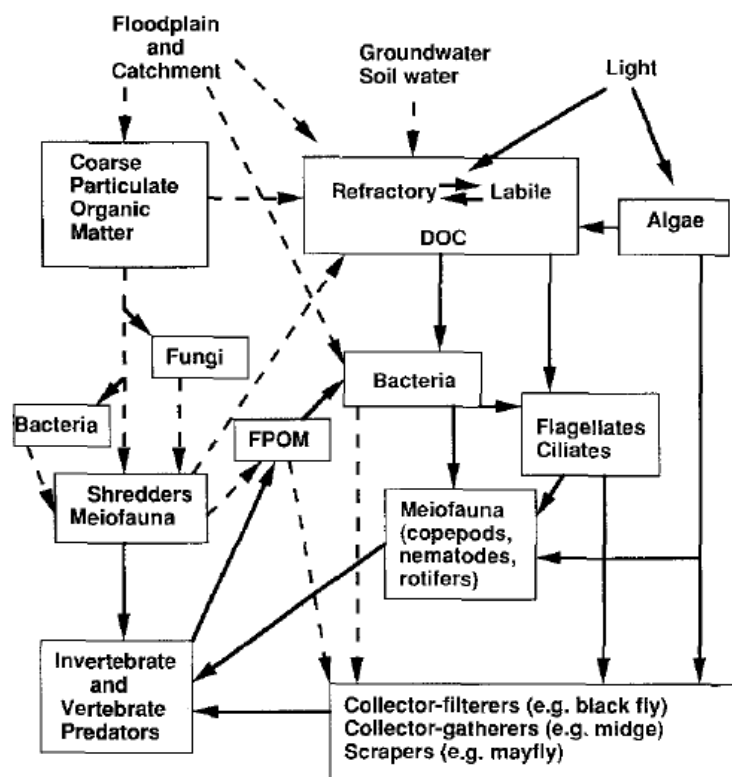 Floodplain
and
Catchment
Groundwater
Soil water
Light
Coarse
Particulate
Organic
Matter
Refractory
Labile
DOC
Algae
Fungi
Bacteria
Bacteria
FPOM
Flagellates
Ciliates
Shredders
Meiofauna
Meiofauna
(copepods,
nematodes,
rotifers)
Invertebrate
and
Vertebrate
Predators
Collector-filterers (e.g. black fly)
Collector-gatherers (e.g. midge)
Scrapers (e.g. mayfly)